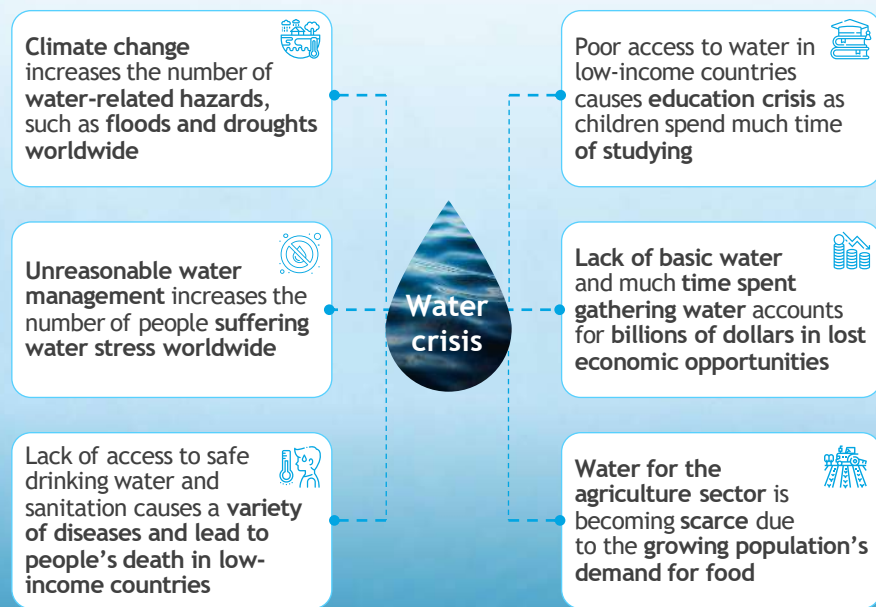 Climate change
increases the number of
water-related hazards,
such as floods and droughts
worldwide
Unreasonable water
management increases the
number of people suffering
water stress worldwide
Lack of access to safe
drinking water and
sanitation causes a variety
of diseases and lead to
people’s death in low-
income countries
Water
crisis
Poor access to water in
low-income countries
causes education crisis as
children spend much time
of studying
Lack of basic water
and much time spent
gathering water accounts
for billions of dollars in lost
economic opportunities
Water for the
agriculture sector is
becoming scarce due
to the growing population’s
demand for food